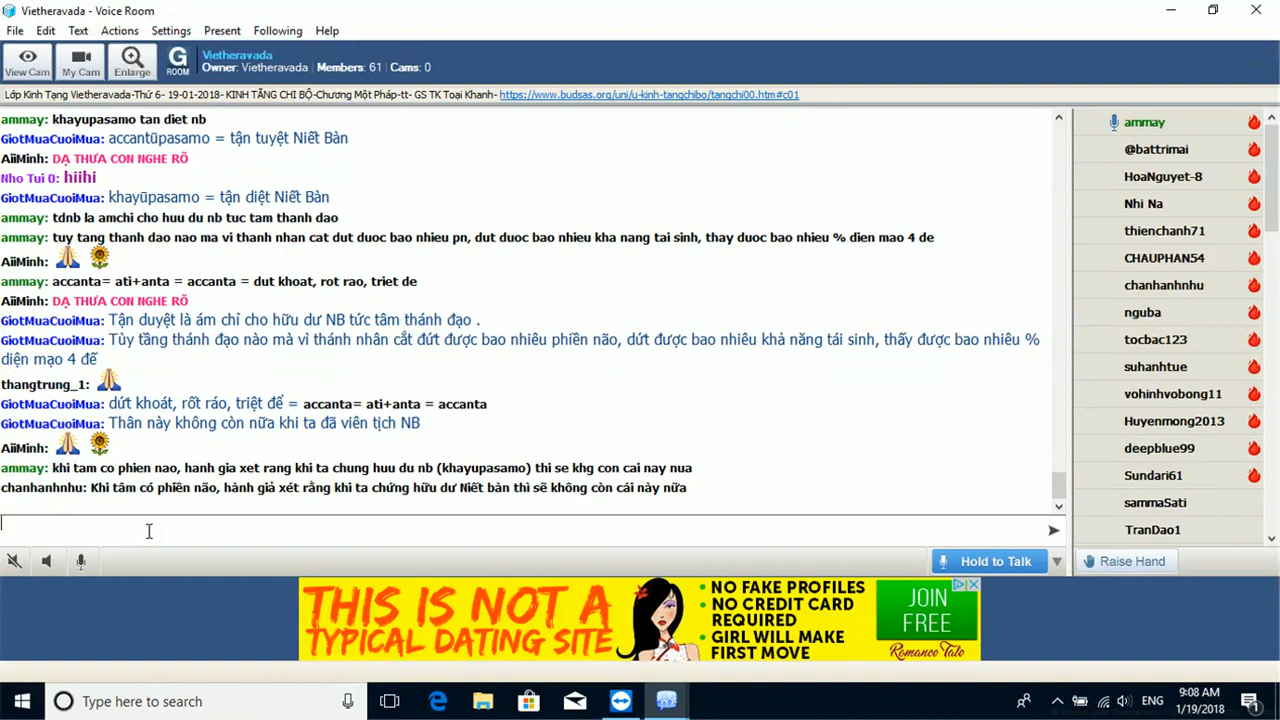 Vietheravada - Voice Room
File Edit Text Actions Settings Present Following Help
View Cam My Cam Enlarge G ROOM
Vietheravada
Owner: Vietheravada | Members: 61 | Cams: 0
Lớp Kinh Tạng Vietheravada-Thứ 6- 19-01-2018- KINH TĂNG CHI BỘ-Chương Một Pháp-tt- GS TK Toại Khanh- https://www.budsas.org/uni/u-kinh-tangchibo/tangchi00.htm#c01
ammay: khayupasamo tan diet nb
GiotMuaCuoiMua: accantūpasamo = tận tuyệt Niết Bàn
AiiMinh: DẠ THƯA CON NGHE RÕ
Nho Tui 0: hiihi
GiotMuaCuoiMua: khayūpasamo = tận diệt Niết Bàn
ammay: tdnb la amchi cho huu du nb tuc tam thanh dao
ammay: tuy tang thanh dao nao ma vi thanh nhan cat dut duoc bao nhieu pn, dut duoc bao nhieu kha nang tai sinh, thay duoc bao nhieu % dien mao 4 de
AiiMinh:
ammay: accanta= ati+anta = accanta = dut khoat, rot rao, triet de
AiiMinh: DẠ THƯA CON NGHE RÕ
GiotMuaCuoiMua: Tận duyệt là ám chỉ cho hữu dư NB tức tâm thánh đạo .
GiotMuaCuoiMua: Tùy tầng thánh đạo nào mà vì thánh nhân cắt đứt được bao nhiêu phiền não, dứt được bao nhiêu khả năng tái sinh, thấy được bao nhiêu %
diện mạo 4 đế
thangtrung_1:
GiotMuaCuoiMua: dứt khoát, rốt ráo, triệt để = accanta= ati+anta = accanta
GiotMuaCuoiMua: Thân này không còn nữa khi ta đã viên tịch NB
AiiMinh:
ammay: khi tam co phien nao, hanh gia xet rang khi ta chung huu du nb (khayupasamo) thi se khg con cai nay nua
chanhanhnhu: Khi tâm có phiền não, hành giả xét rằng khi ta chứng hữu dư Niết bàn thì sẽ không còn cái này nữa
ammay
@battrimai
HoaNguyet-8
Nhi Na
thienchanh71
CHAUPHAN54
chanhanhnhu
nguba
tocbac123
suhanhtue
vohinhvobong11
Huyenmong2013
deepblue99
Sundari61
sammaSati
TranDao1
Hold to Talk
Raise Hand
THIS IS NOT A
TYPICAL DATING SITE
• NO FAKE PROFILES
• NO CREDIT CARD
REQUIRED
• GIRL WILL MAKE
FIRST MOVE
JOIN
FREE
Romance Tale
Type here to search
ENG
9:08 AM
1/19/2018
1